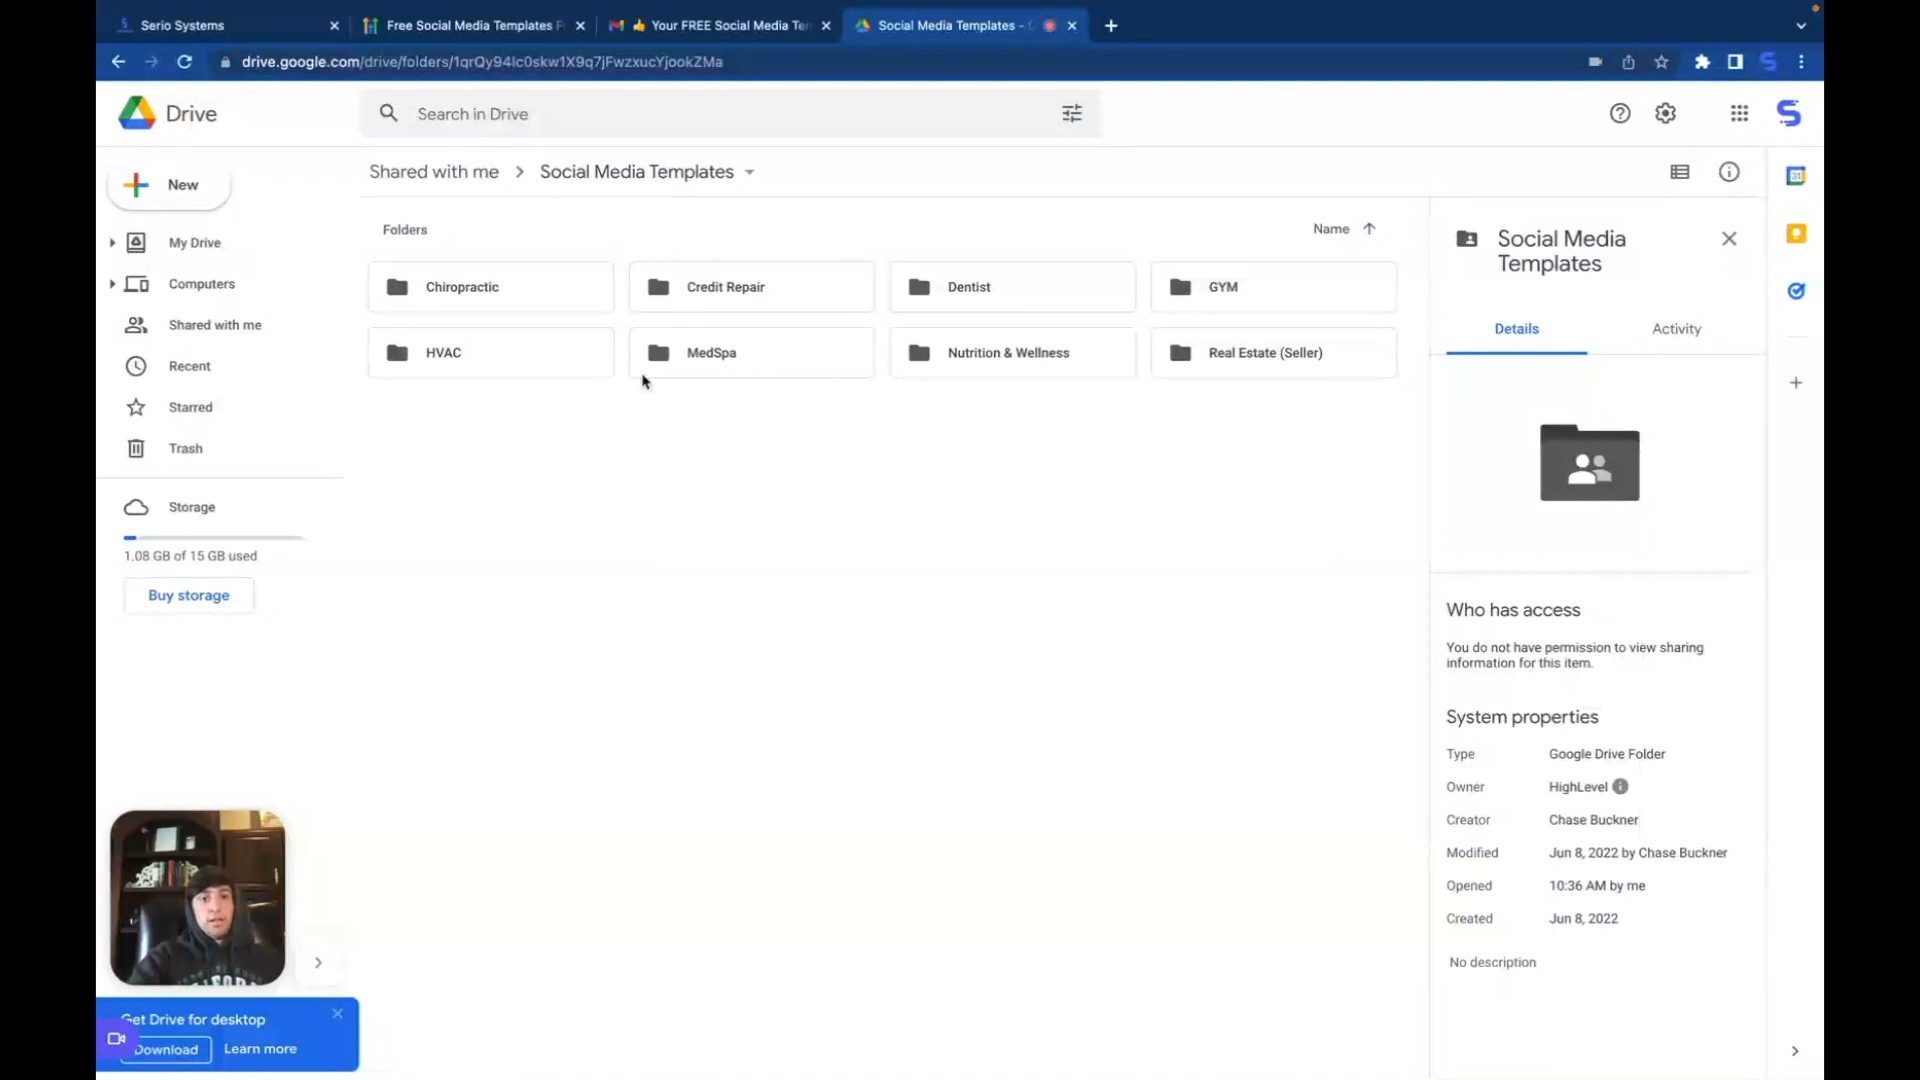 Serio Systems
Free Social Media Templates F
👍 Your FREE Social Media Te
Social Media Templates -
drive.google.com/drive/folders/1qrQy94Ic0skw1X9q7jFwzxucYjookZMa
Drive
Search in Drive
Shared with me > Social Media Templates
New
My Drive
Computers
Shared with me
Recent
Starred
Trash
Storage
1.08 GB of 15 GB used
Buy storage
Folders
Name
Chiropractic
Credit Repair
Dentist
GYM
HVAC
MedSpa
Nutrition & Wellness
Real Estate (Seller)
Social Media
Templates
Details
Activity
Who has access
You do not have permission to view sharing
information for this item.
System properties
Type Google Drive Folder
Owner HighLevel
Creator Chase Buckner
Modified Jun 8, 2022 by Chase Buckner
Opened 10:36 AM by me
Created Jun 8, 2022
No description
31
Get Drive for desktop
Download
Learn more